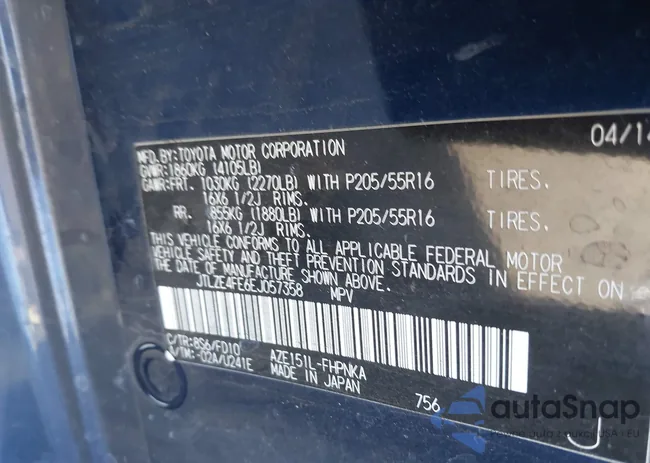 04/14
MFD.BY:TOYOTA MOTOR CORPORATION
GVWR:1860KG (4105LB)
GAWR:FRT. 1030KG (2270LB) WITH P205/55R16 TIRES.
16X6 1/2J RIMS.
RR. 855KG (1880LB) WITH P205/55R16 TIRES.
16X6 1/2J RIMS.
THIS VEHICLE CONFORMS TO ALL APPLICABLE FEDERAL MOTOR
VEHICLE SAFETY AND THEFT PREVENTION STANDARDS IN EFFECT ON
THE DATE OF MANUFACTURE SHOWN ABOVE.
JTLZE4FE6EJ057358 MPV
C/TR:8S6/FD10 AZE151L-FHPNKA
A/TM:-02A/U241E MADE IN JAPAN
756
J
autaSnap